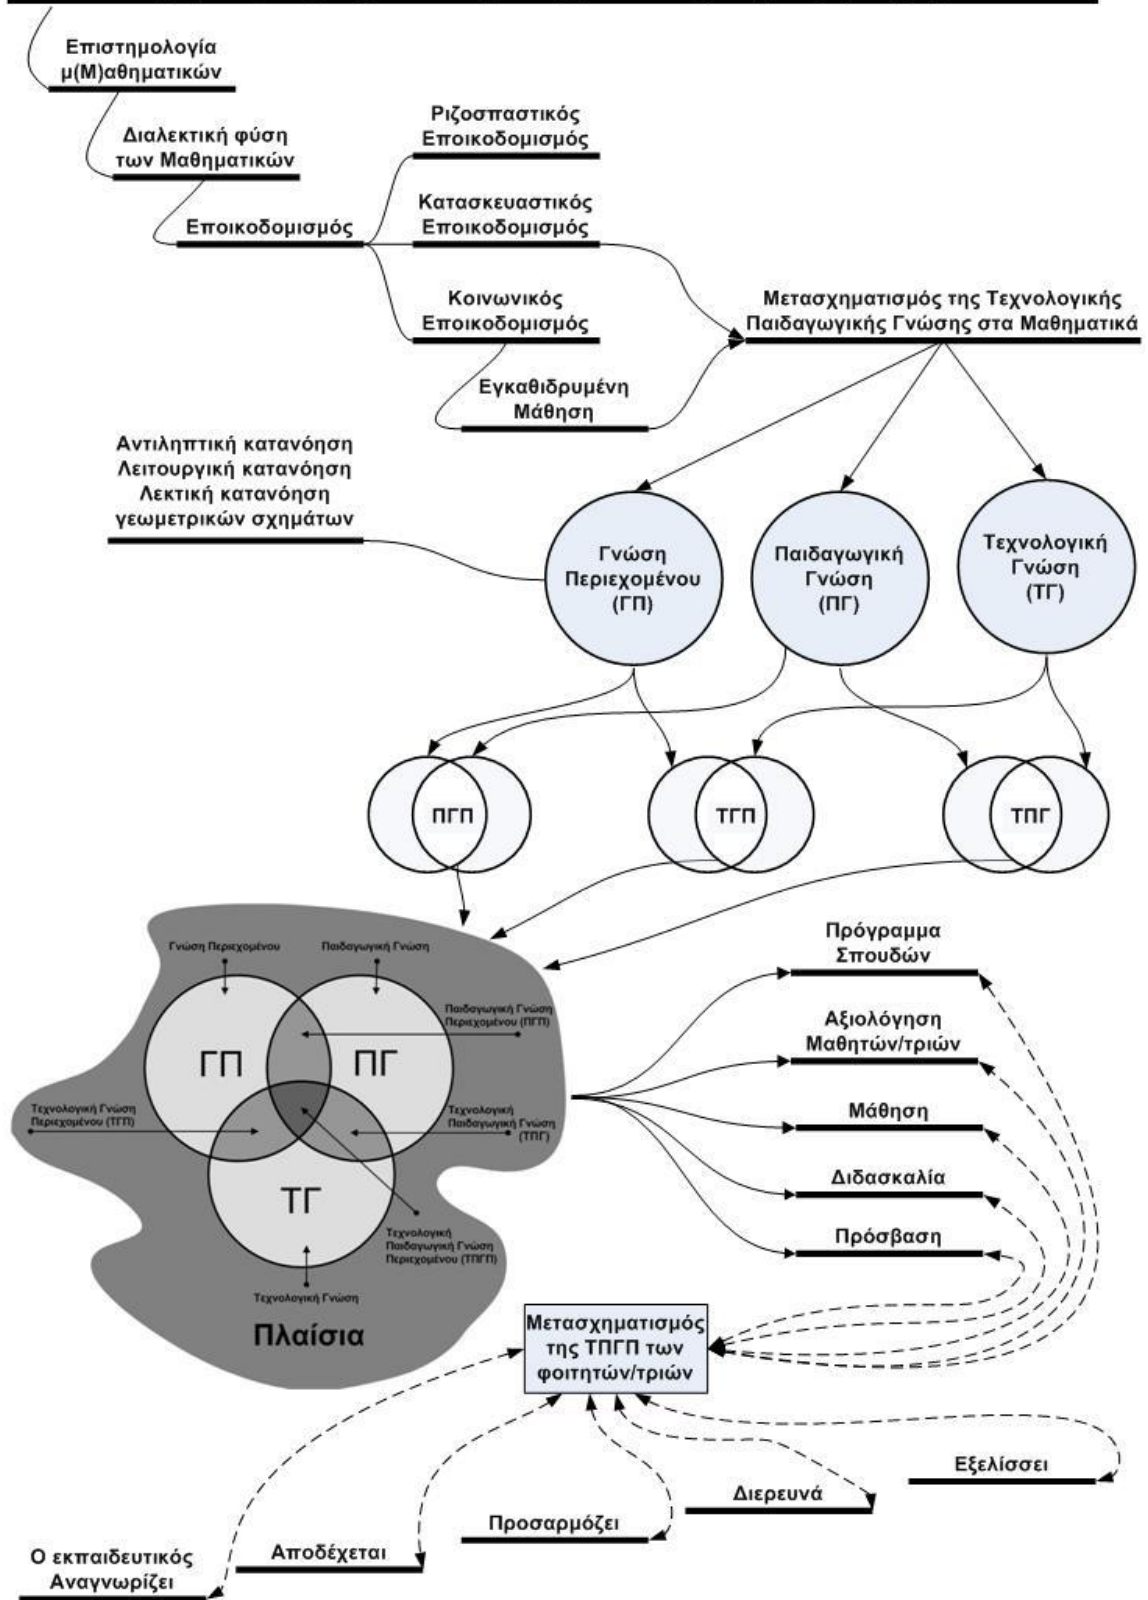 Επιστημολογία
μ(Μ)αθηματικών
Διαλεκτική φύση
των Μαθηματικών
Εποικοδομισμός
Ριζοσπαστικός
Εποικοδομισμός
Κατασκευαστικός
Εποικοδομισμός
Κοινωνικός
Εποικοδομισμός
Εγκαθιδρυμένη
Μάθηση
Μετασχηματισμός της Τεχνολογικής
Παιδαγωγικής Γνώσης στα Μαθηματικά
Αντιληπτική κατανόηση
Λειτουργική κατανόηση
Λεκτική κατανόηση
γεωμετρικών σχημάτων
Γνώση
Περιεχομένου
(ΓΠ)
Παιδαγωγική
Γνώση
(ΠΓ)
Τεχνολογική
Γνώση
(ΤΓ)
ΠΓΠ
ΤΓΠ
ΤΠΓ
Γνώση Περιεχομένου
Παιδαγωγική Γνώση
Παιδαγωγική Γνώση
Περιεχομένου (ΠΓΠ)
ΓΠ
ΠΓ
Τεχνολογική Γνώση
Περιεχομένου (ΤΓΠ)
Τεχνολογική
Παιδαγωγική Γνώση
(ΤΠΓ)
ΤΓ
Τεχνολογική
Παιδαγωγική Γνώση
Περιεχομένου (ΤΠΓΠ)
Τεχνολογική Γνώση
Πλαίσια
Πρόγραμμα
Σπουδών
Αξιολόγηση
Μαθητών/τριών
Μάθηση
Διδασκαλία
Πρόσβαση
Μετασχηματισμός
της ΤΠΓΠ των
φοιτητών/τριών
Εξελίσσει
Διερευνά
Προσαρμόζει
Αποδέχεται
Ο εκπαιδευτικός
Αναγνωρίζει